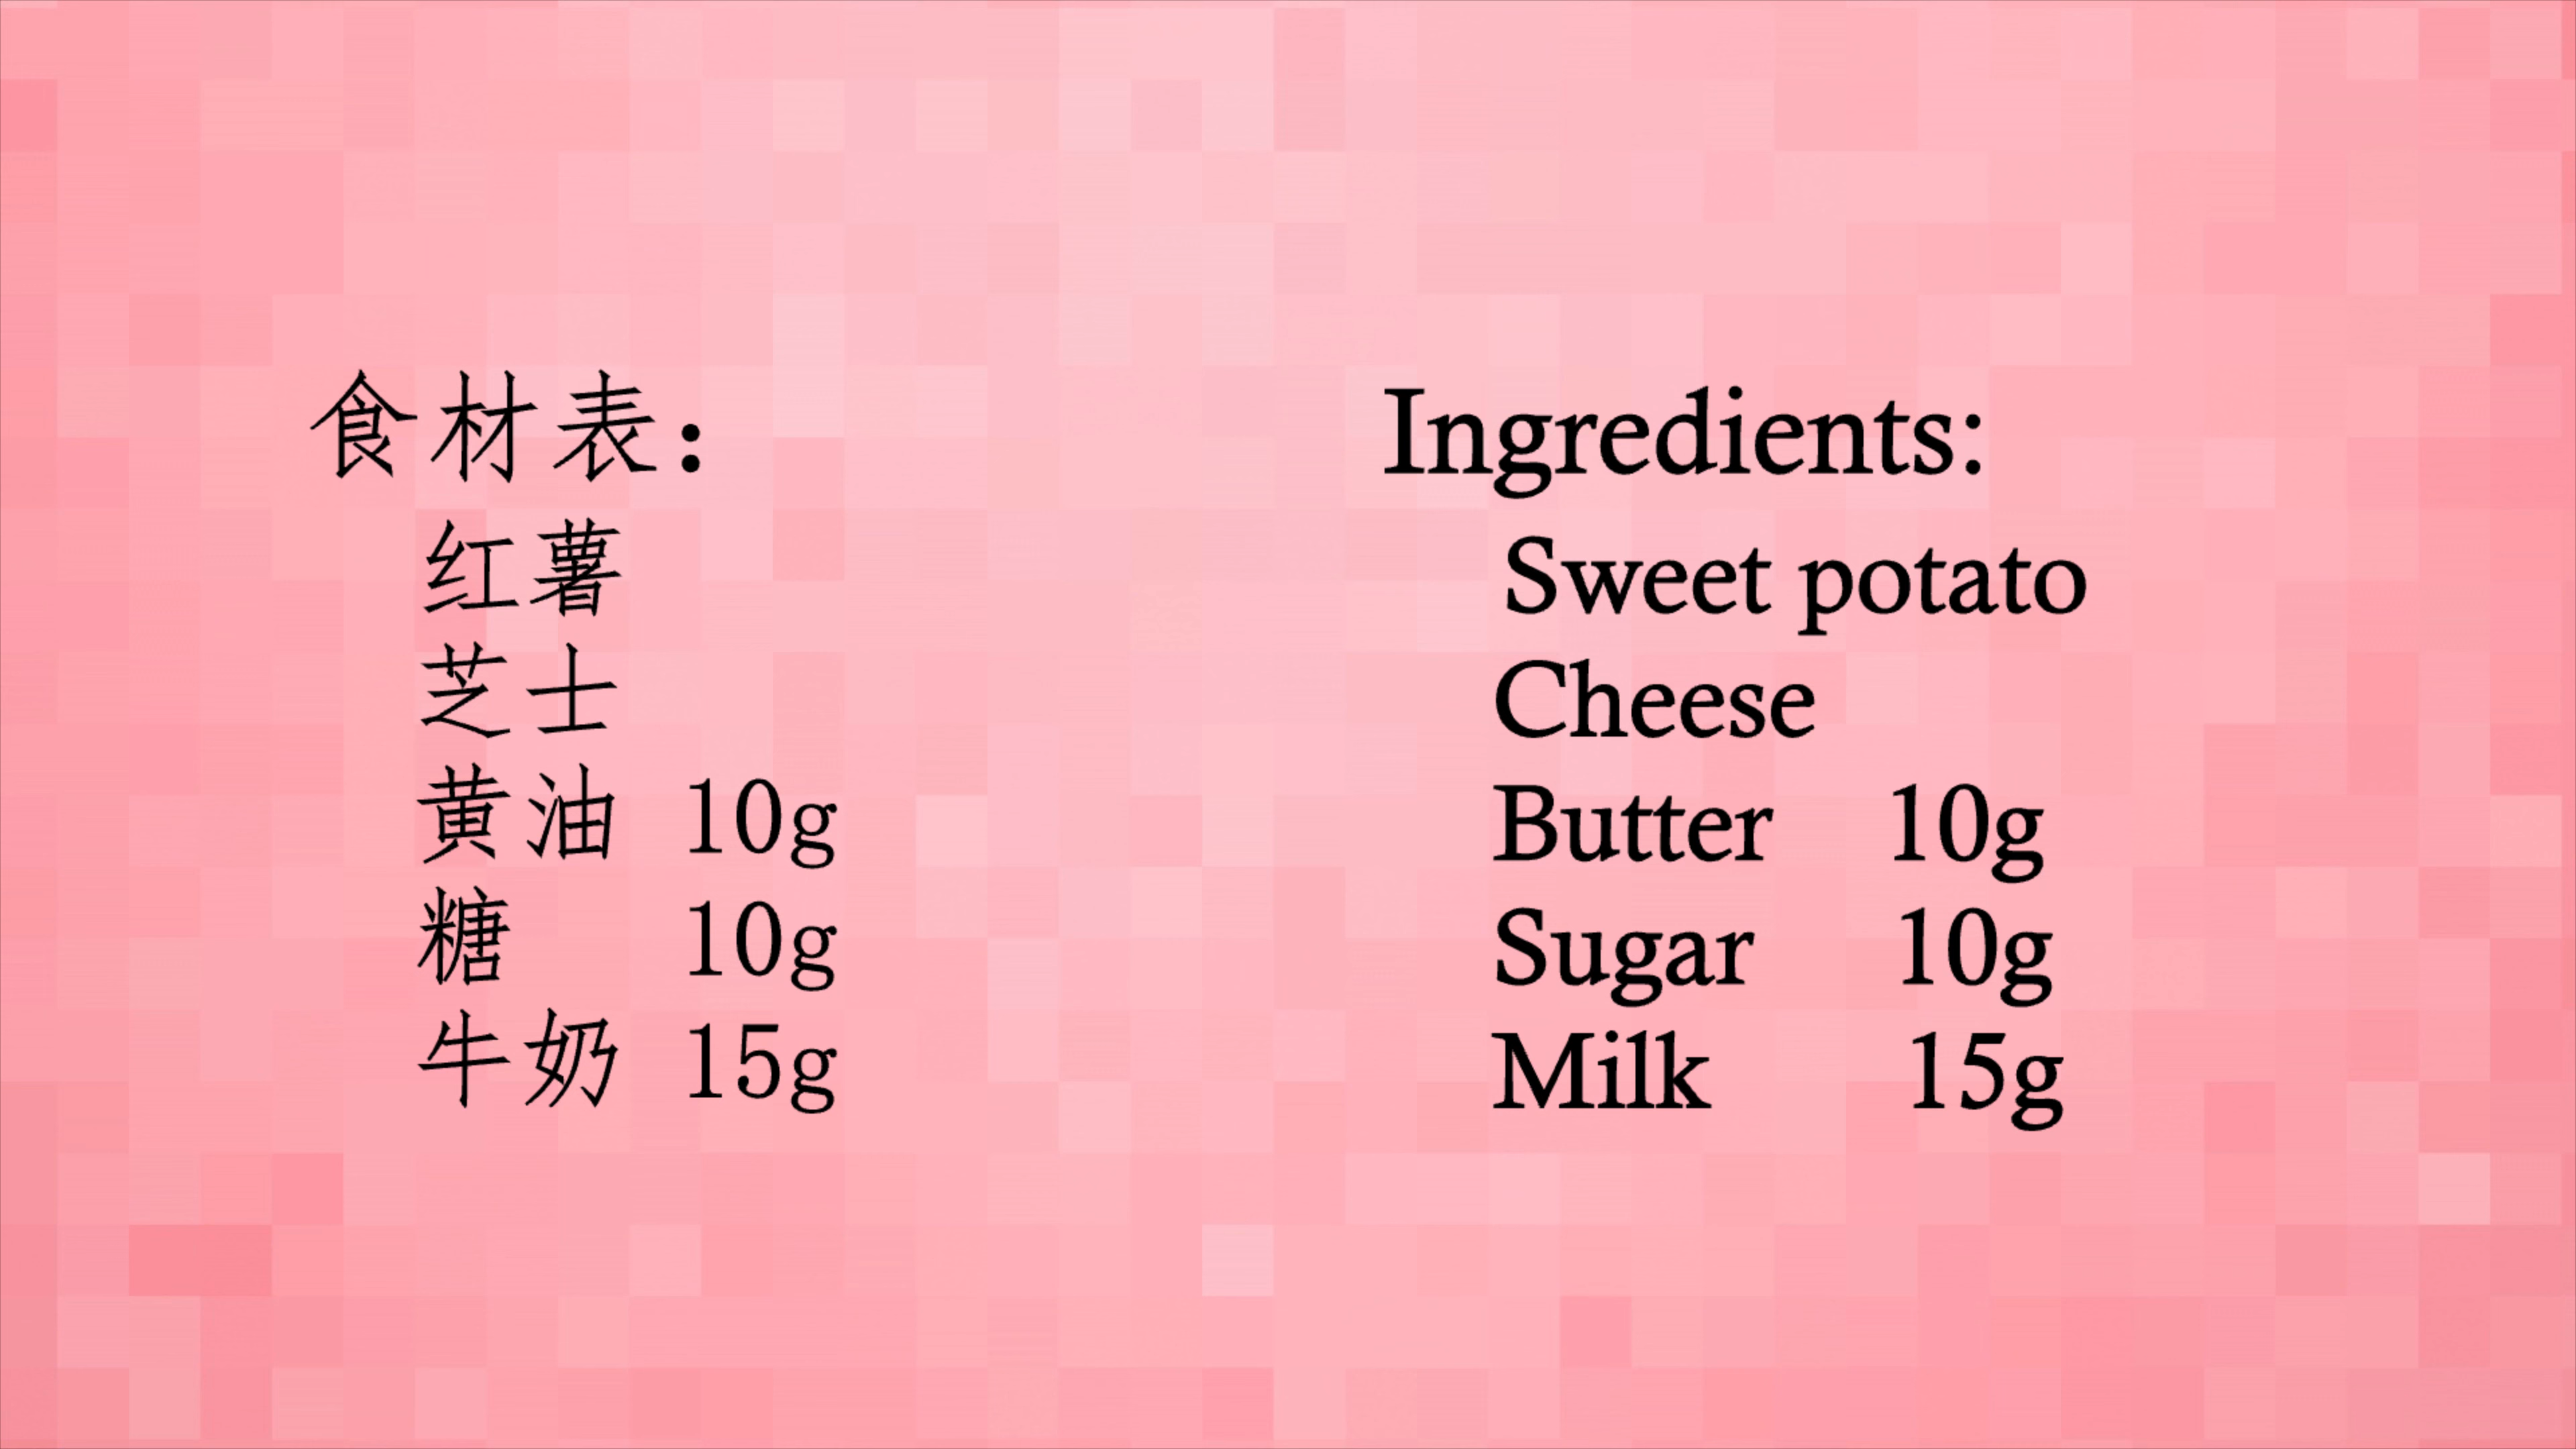 食材表：
红薯
芝士
黄油 10g
糖 10g
牛奶 15g
Ingredients:
Sweet potato
Cheese
Butter 10g
Sugar 10g
Milk 15g